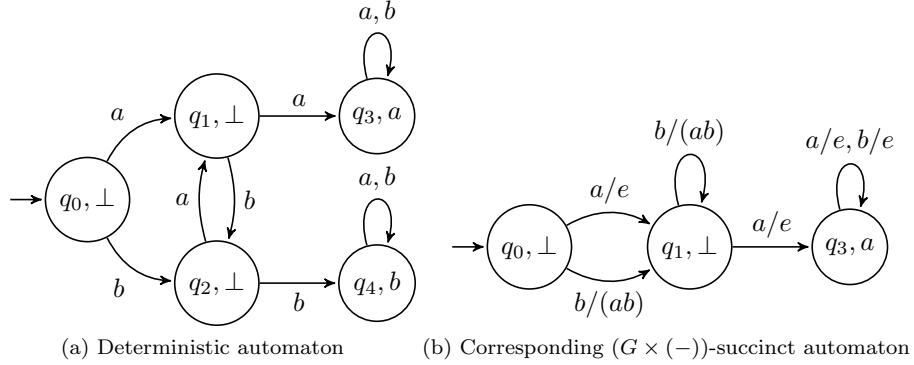 a, b
a
q₁, ⊥
a
q₃, a
q₀, ⊥
a
b
a, b
b
q₂, ⊥
b
q₄, b
b/(ab)
a/e, b/e
a/e
q₀, ⊥
q₁, ⊥
a/e
q₃, a
b/(ab)
(a) Deterministic automaton
(b) Corresponding (G × (−))-succinct automaton